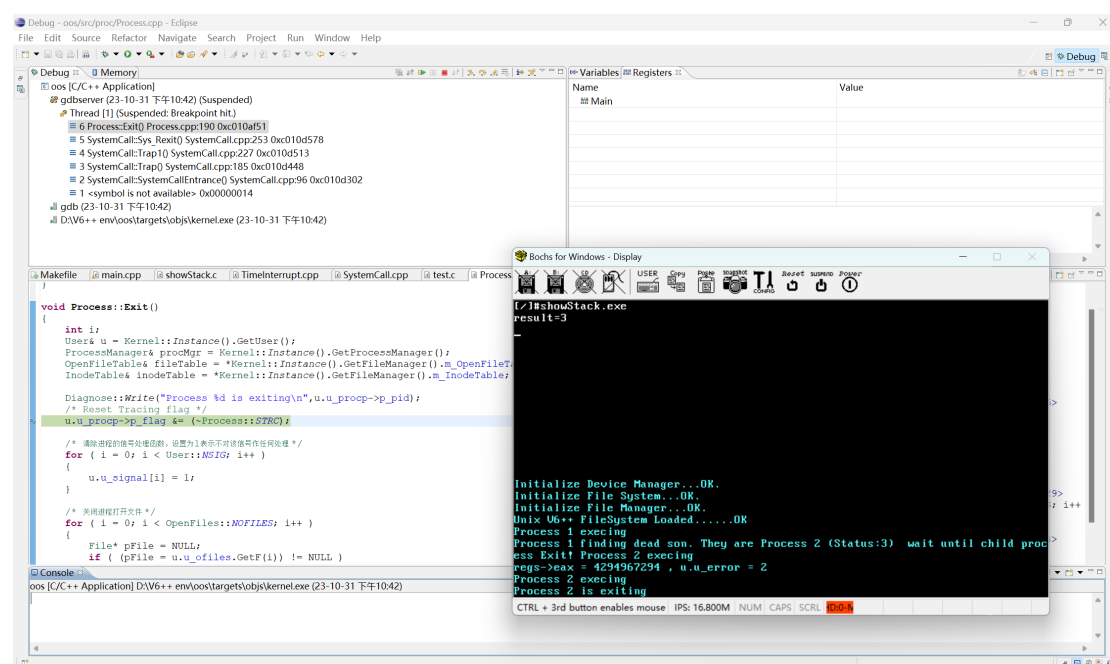 Debug - oos/src/proc/Process.cpp - Eclipse
File Edit Source Refactor Navigate Search Project Run Window Help
Debug
Debug Memory
oos [C/C++ Application]
gdbserver (23-10-31 下午10:42) (Suspended)
Thread [1] (Suspended: Breakpoint hit.)
6 Process::Exit() Process.cpp:190 0xc010af51
5 SystemCall::Sys_Rexit() SystemCall.cpp:253 0xc010d578
4 SystemCall::Trap1() SystemCall.cpp:227 0xc010d513
3 SystemCall::Trap() SystemCall.cpp:185 0xc010d448
2 SystemCall::SystemCallEntrance() SystemCall.cpp:96 0xc010d302
1 <symbol is not available> 0x00000014
gdb (23-10-31 下午10:42)
D:\V6++ env\oos\targets\objs\kernel.exe (23-10-31 下午10:42)
Variables Registers
Name Value
Main
Makefile main.cpp showStack.c TimeInterrupt.cpp SystemCall.cpp test.c Process
}
void Process::Exit()
{
int i;
User& u = Kernel::Instance().GetUser();
ProcessManager& procMgr = Kernel::Instance().GetProcessManager();
OpenFileTable& fileTable = *Kernel::Instance().GetFileManager().m_OpenFileT
InodeTable& inodeTable = *Kernel::Instance().GetFileManager().m_InodeTable;
Diagnose::Write("Process %d is exiting\n",u.u_procp->p_pid);
/* Reset Tracing flag */
u.u_procp->p_flag &= (~Process::STRC);
/* 清除进程的信号处理函数，设置为1表示不对该信号作任何处理 */
for ( i = 0; i < User::NSIG; i++ )
{
u.u_signal[i] = 1;
}
/* 关闭进程打开文件 */
for ( i = 0; i < OpenFiles::NOFILES; i++ )
{
File* pFile = NULL;
if ( (pFile = u.u_ofiles.GetF(i)) != NULL )
>
9>
; i++
>
Console
oos [C/C++ Application] D:\V6++ env\oos\targets\objs\kernel.exe (23-10-31 下午10:42)
Bochs for Windows - Display
USER Copy Paste snapshot Reset SUSPEND Power
CONFIG
[/]#showStack.exe
result=3
Initialize Device Manager...OK.
Initialize File System...OK.
Initialize File Manager...OK.
Unix V6++ FileSystem Loaded......OK
Process 1 execing
Process 1 finding dead son. They are Process 2 (Status:3) wait until child proc
ess Exit! Process 2 execing
regs->eax = 4294967294 , u.u_error = 2
Process 2 execing
Process 2 is exiting
CTRL + 3rd button enables mouse IPS: 16.800M NUM CAPS SCRL HD:0-M